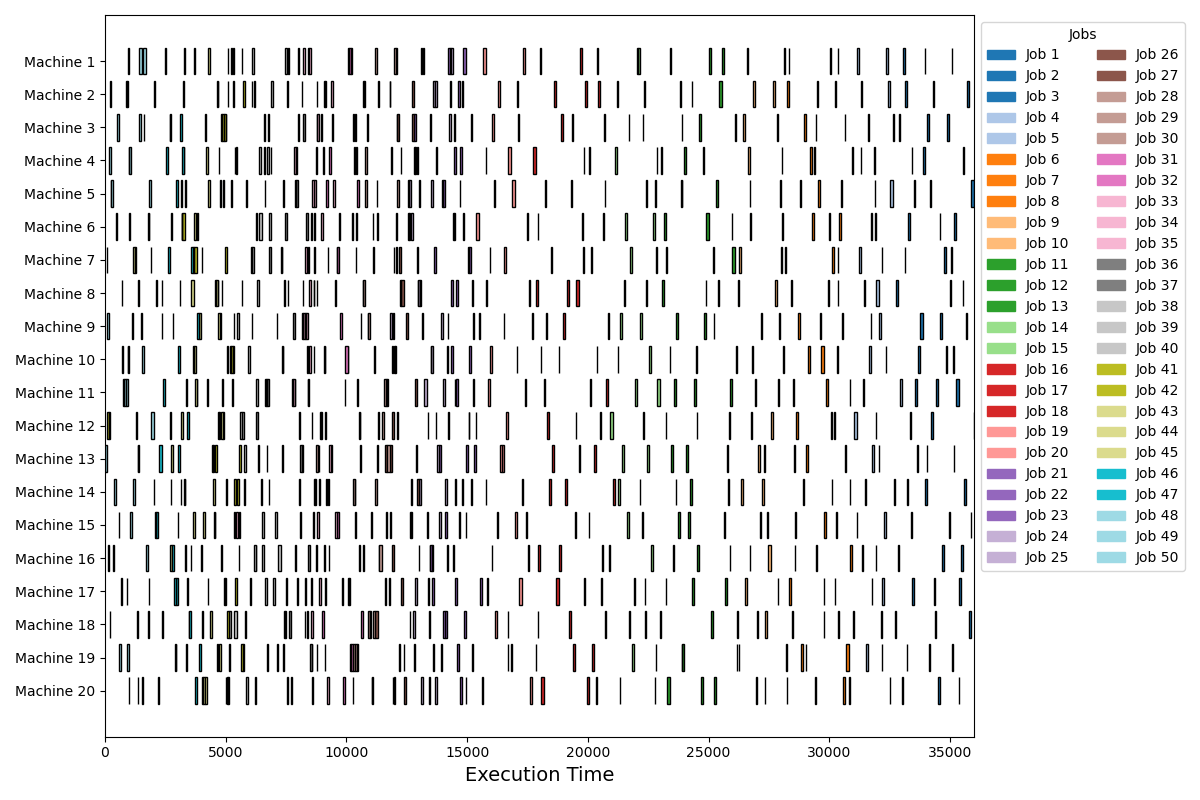 Machine 1
Machine 2
Machine 3
Machine 4
Machine 5
Machine 6
Machine 7
Machine 8
Machine 9
Machine 10
Machine 11
Machine 12
Machine 13
Machine 14
Machine 15
Machine 16
Machine 17
Machine 18
Machine 19
Machine 20
0 5000 10000 15000 20000 25000 30000 35000
Execution Time
Jobs
Job 1
Job 2
Job 3
Job 4
Job 5
Job 6
Job 7
Job 8
Job 9
Job 10
Job 11
Job 12
Job 13
Job 14
Job 15
Job 16
Job 17
Job 18
Job 19
Job 20
Job 21
Job 22
Job 23
Job 24
Job 25
Job 26
Job 27
Job 28
Job 29
Job 30
Job 31
Job 32
Job 33
Job 34
Job 35
Job 36
Job 37
Job 38
Job 39
Job 40
Job 41
Job 42
Job 43
Job 44
Job 45
Job 46
Job 47
Job 48
Job 49
Job 50